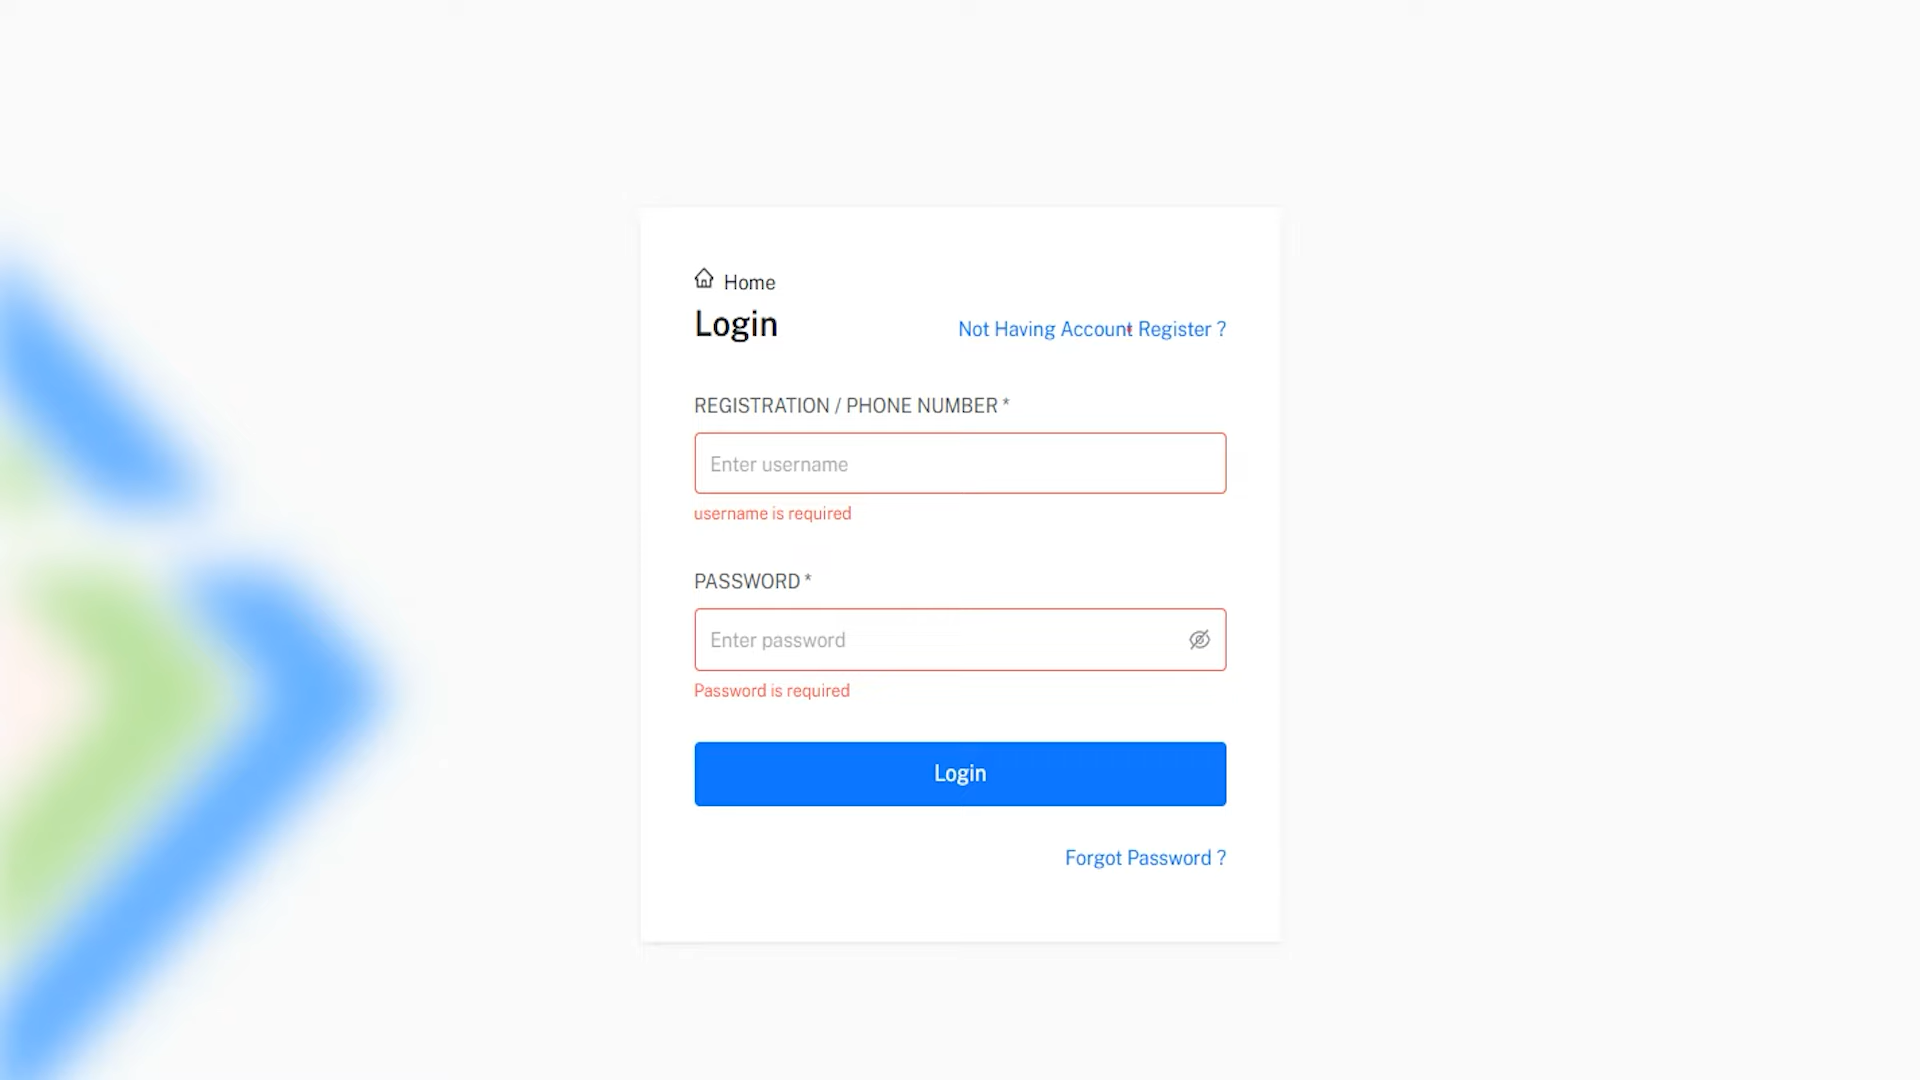 Home
Login
Not Having Account Register ?
REGISTRATION / PHONE NUMBER *
Enter username
username is required
PASSWORD *
Enter password
Password is required
Login
Forgot Password ?